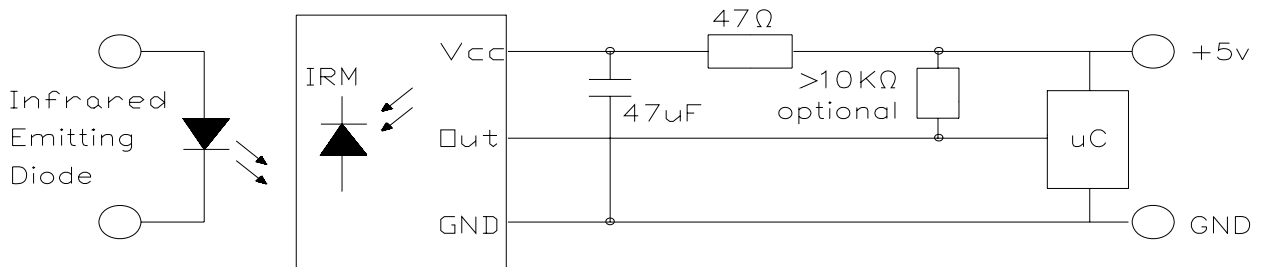 Infrared
Emitting
Diode
IRM
Vcc
Out
GND
47Ω
47uF
>10KΩ
optional
uC
+5v
GND